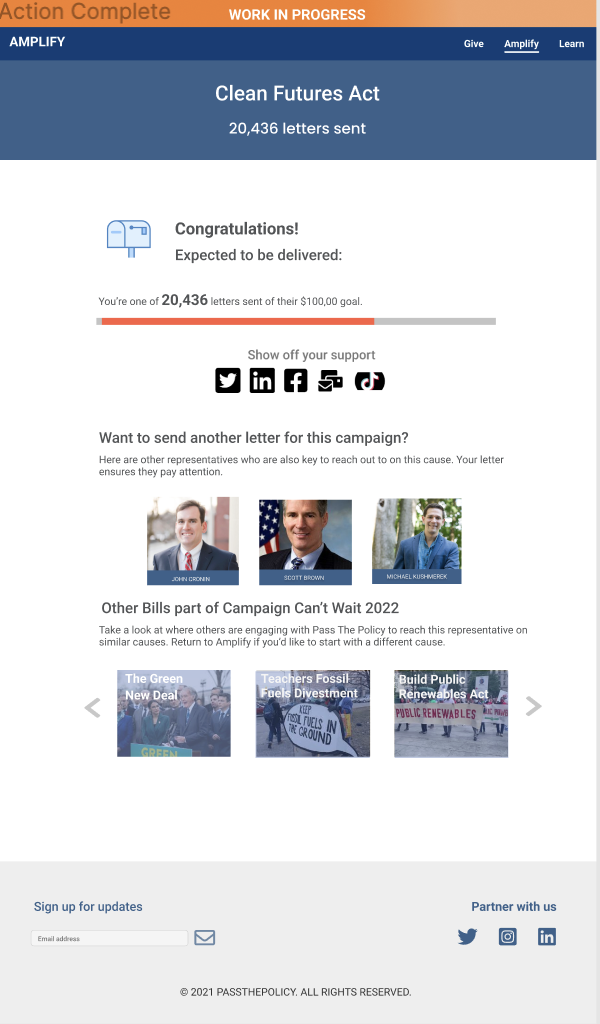 Action Complete
WORK IN PROGRESS
AMPLIFY
Give
Amplify
Learn
Clean Futures Act
20,436 letters sent
Congratulations!
Expected to be delivered:
You're one of 20,436 letters sent of their $100,00 goal.
Show off your support
Want to send another letter for this campaign?
Here are other representatives who are also key to reach out to on this cause. Your letter
ensures they pay attention.
JOHN CRONIN
SCOTT BROWN
MICHAEL KUSHMEREK
Other Bills part of Campaign Can't Wait 2022
Take a look at where others are engaging with Pass The Policy to reach this representative on
similar causes. Return to Amplify if you'd like to start with a different cause.
The Green
New Deal
GREEN
Teachers Fossil
Fuels Divestment
KEEP
FOSSIL FUELS IN
THE GROUND
Build Public
Renewables Act
PUBLIC RENEWABLES
Sign up for updates
Partner with us
Email address
© 2021 PASSTHEPOLICY. ALL RIGHTS RESERVED.